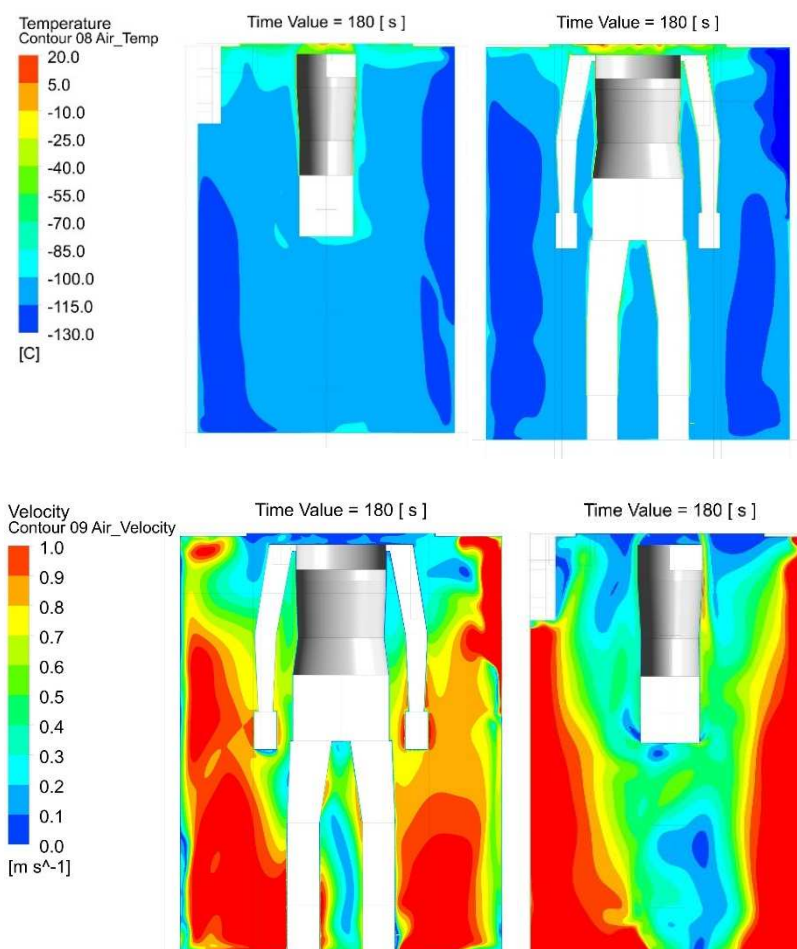 Temperature
Contour 08 Air_Temp
20.0
5.0
-10.0
-25.0
-40.0
-55.0
-70.0
-85.0
-100.0
-115.0
-130.0
[C]
Time Value = 180 [ s ]
Time Value = 180 [ s ]
Velocity
Contour 09 Air_Velocity
1.0
0.9
0.8
0.7
0.6
0.5
0.4
0.3
0.2
0.1
0.0
[m s^-1]
Time Value = 180 [ s ]
Time Value = 180 [ s ]